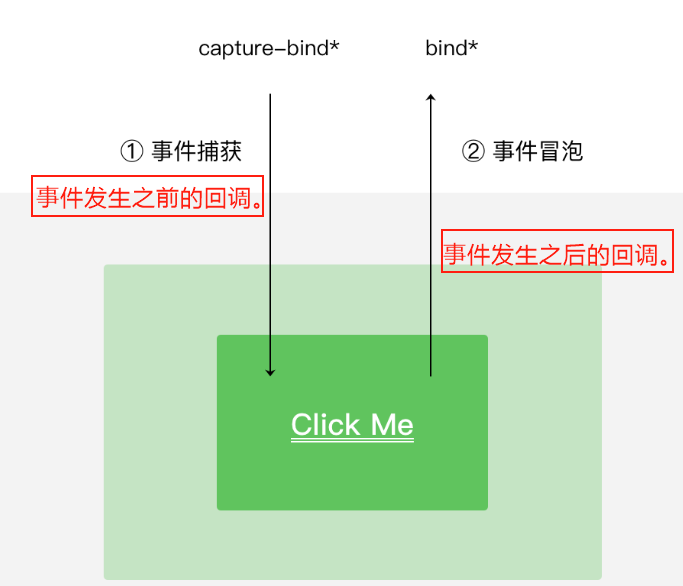 capture-bind*
bind*
① 事件捕获
② 事件冒泡
事件发生之前的回调。
事件发生之后的回调。
Click Me